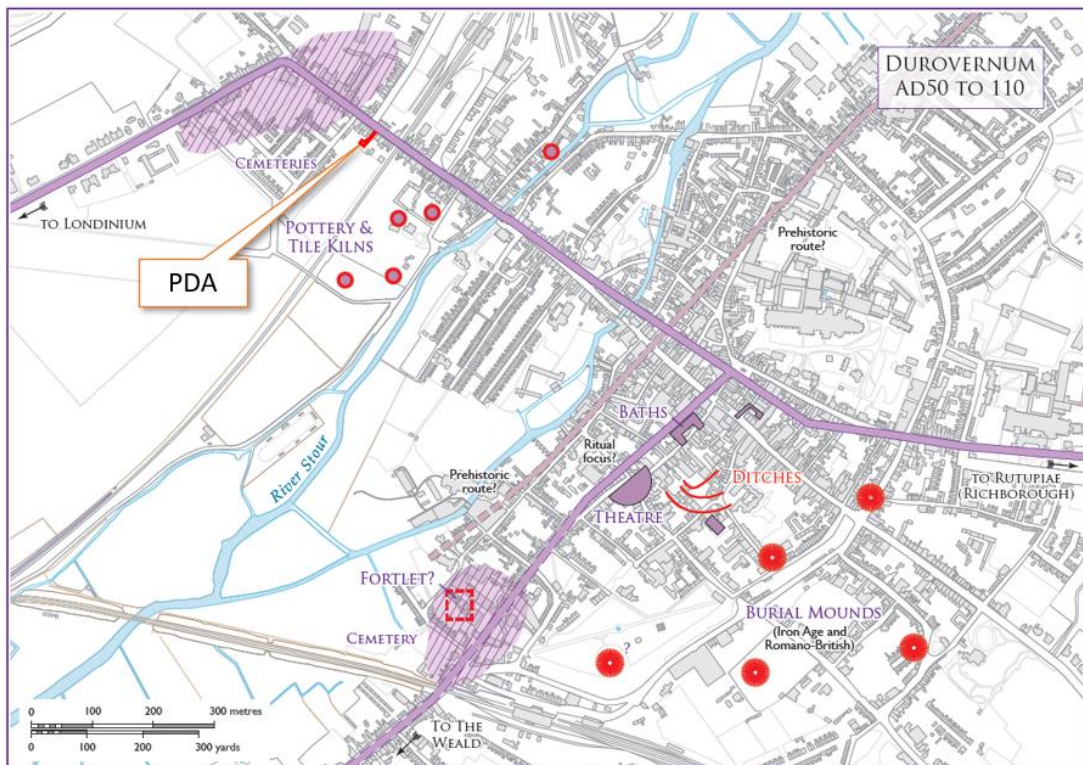 DUROVERNUM
AD50 TO 110
CEMETERIES
TO LONDINIUM
POTTERY &
TILE KILNS
PDA
Prehistoric
route?
River Stour
BATHS
Ritual
focus?
Prehistoric
route?
DITCHES
TO RUTUPIAE
(RICHBOROUGH)
THEATRE
FORTLET?
CEMETERY
BURIAL MOUNDS
(Iron Age and
Romano-British)
?
0 100 200 300 metres
0 100 200 300 yards
TO THE
WEALD